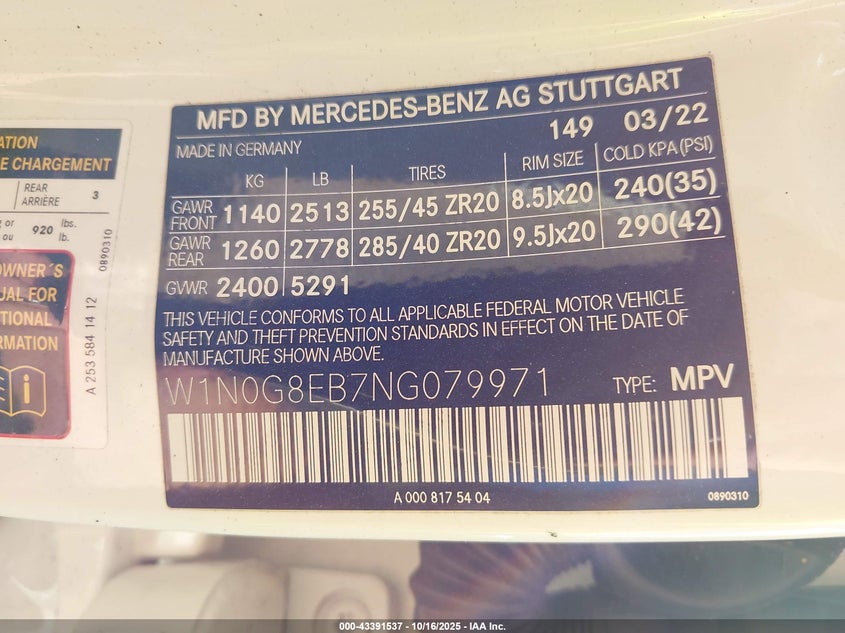 MFD BY MERCEDES-BENZ AG STUTTGART
149 03/22
MADE IN GERMANY
KG LB TIRES RIM SIZE COLD KPA (PSI)
GAWR FRONT 1140 2513 255/45 ZR20 8.5Jx20 240(35)
GAWR REAR 1260 2778 285/40 ZR20 9.5Jx20 290(42)
GVWR 2400 5291
THIS VEHICLE CONFORMS TO ALL APPLICABLE FEDERAL MOTOR VEHICLE
SAFETY AND THEFT PREVENTION STANDARDS IN EFFECT ON THE DATE OF
MANUFACTURE SHOWN ABOVE.
W1N0G8EB7NG079971 TYPE: MPV
A 000 817 54 04 0890310
CHARGEMENT
REAR
ARRIÈRE 3
or
ou 920 lbs.
lb.
0890310
OWNER´S
FOR
A 253 584 14 12
000-43391537 - 10/16/2025 - IAA Inc.